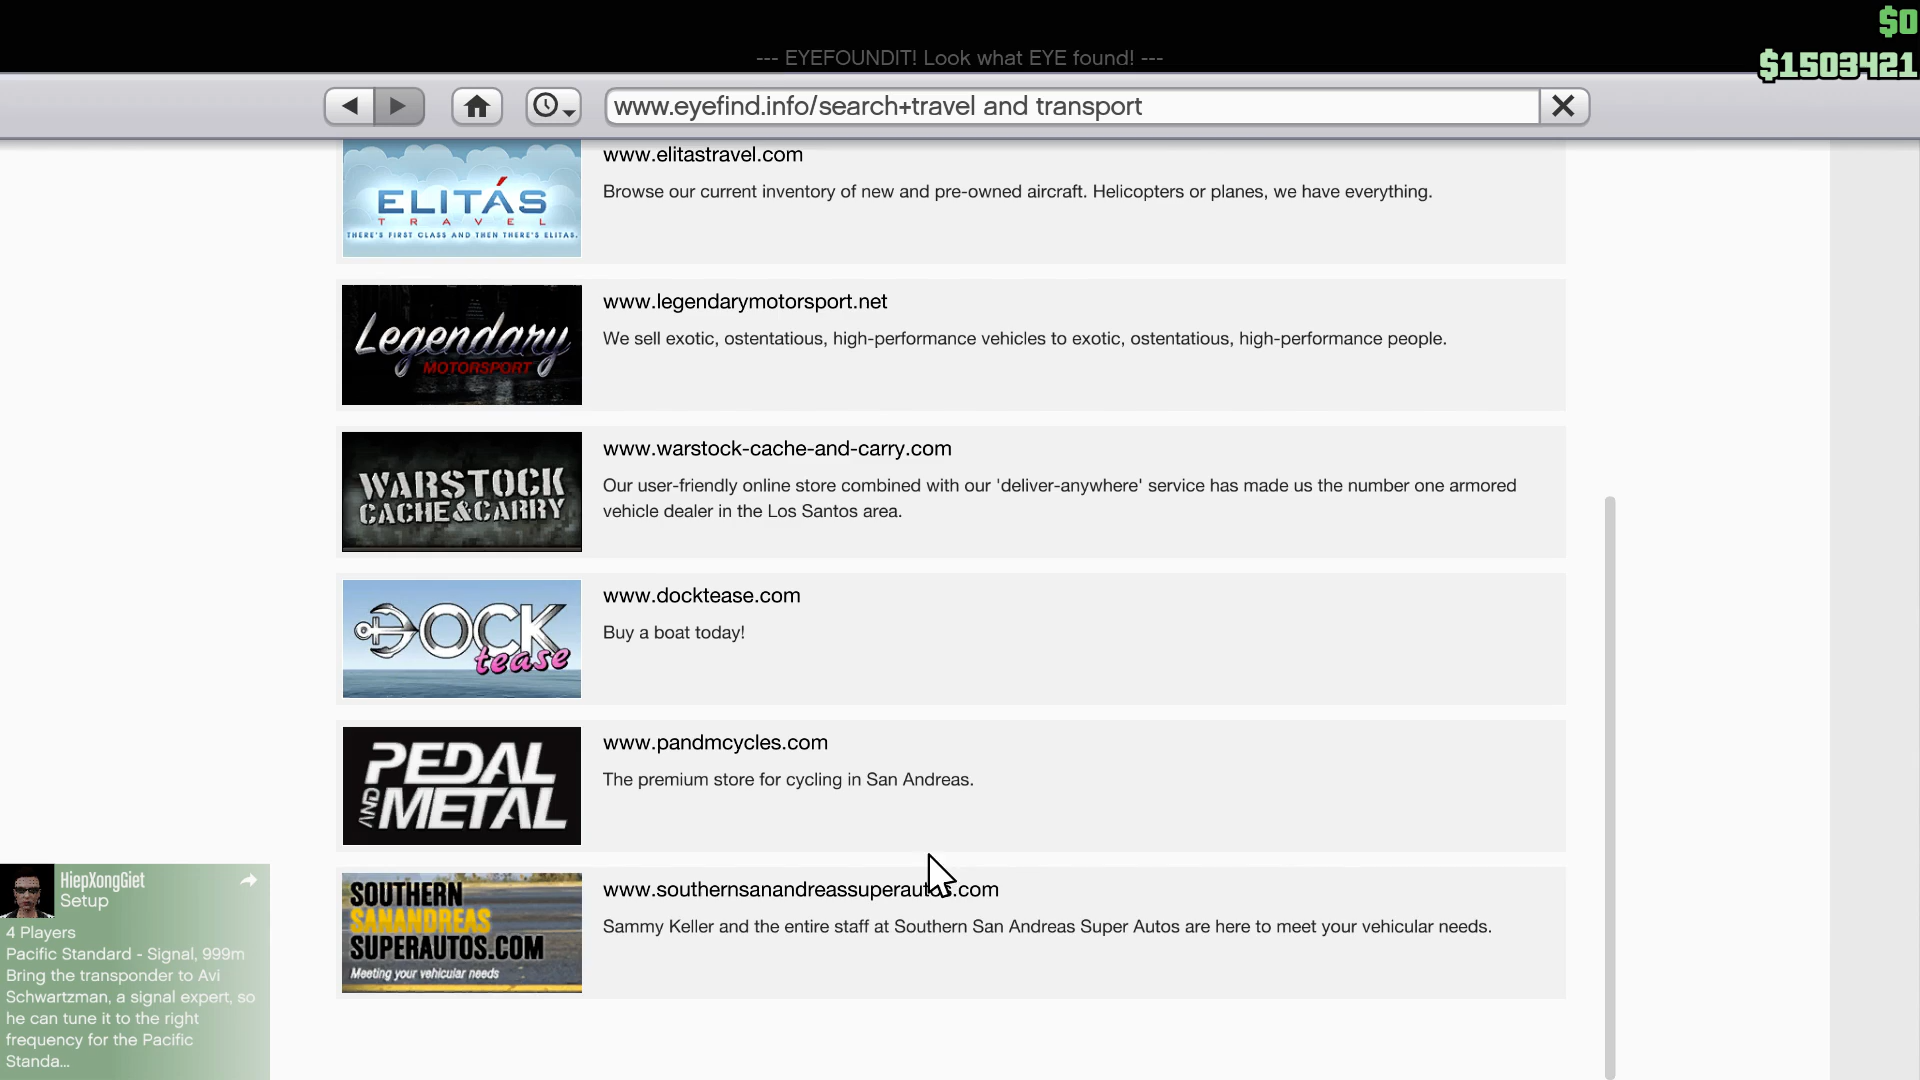 $0
--- EYEFOUNDIT! Look what EYE found! ---
$1503421
www.eyefind.info/search+travel and transport
ELITÁS
TRAVEL
THERE'S FIRST CLASS AND THEN THERE'S ELITAS.
www.elitastravel.com
Browse our current inventory of new and pre-owned aircraft. Helicopters or planes, we have everything.
Legendary
MOTORSPORT
www.legendarymotorsport.net
We sell exotic, ostentatious, high-performance vehicles to exotic, ostentatious, high-performance people.
WARSTOCK
CACHE&CARRY
www.warstock-cache-and-carry.com
Our user-friendly online store combined with our 'deliver-anywhere' service has made us the number one armored
vehicle dealer in the Los Santos area.
DOCK
tease
www.docktease.com
Buy a boat today!
PEDAL
AND METAL
www.pandmcycles.com
The premium store for cycling in San Andreas.
SOUTHERN
SANANDREAS
SUPERAUTOS.COM
Meeting your vehicular needs
www.southernsanandreassuperautos.com
Sammy Keller and the entire staff at Southern San Andreas Super Autos are here to meet your vehicular needs.
HiepXongGiet
Setup
4 Players
Pacific Standard - Signal, 999m
Bring the transponder to Avi
Schwartzman, a signal expert, so
he can tune it to the right
frequency for the Pacific
Standa...